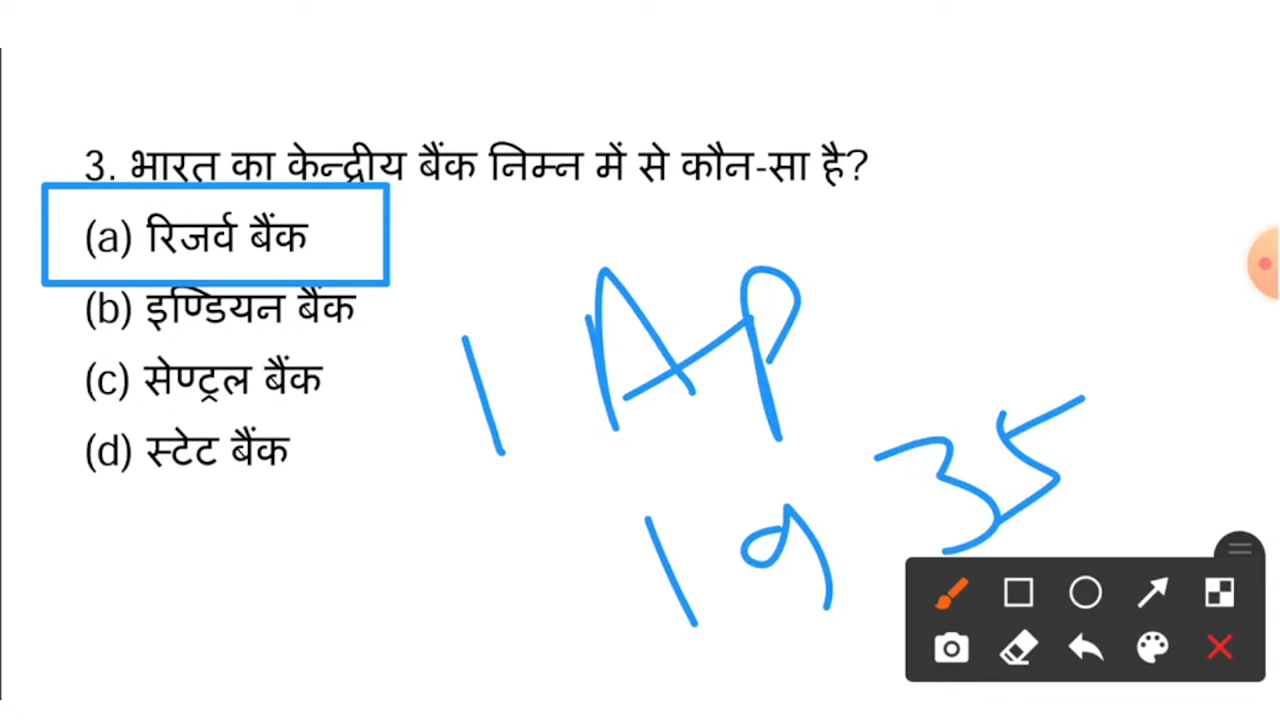 3. भारत का केन्द्रीय बैंक निम्न में से कौन-सा है?
(a) रिजर्व बैंक
(b) इण्डियन बैंक
(c) सेण्ट्रल बैंक
(d) स्टेट बैंक
1 AP
1935